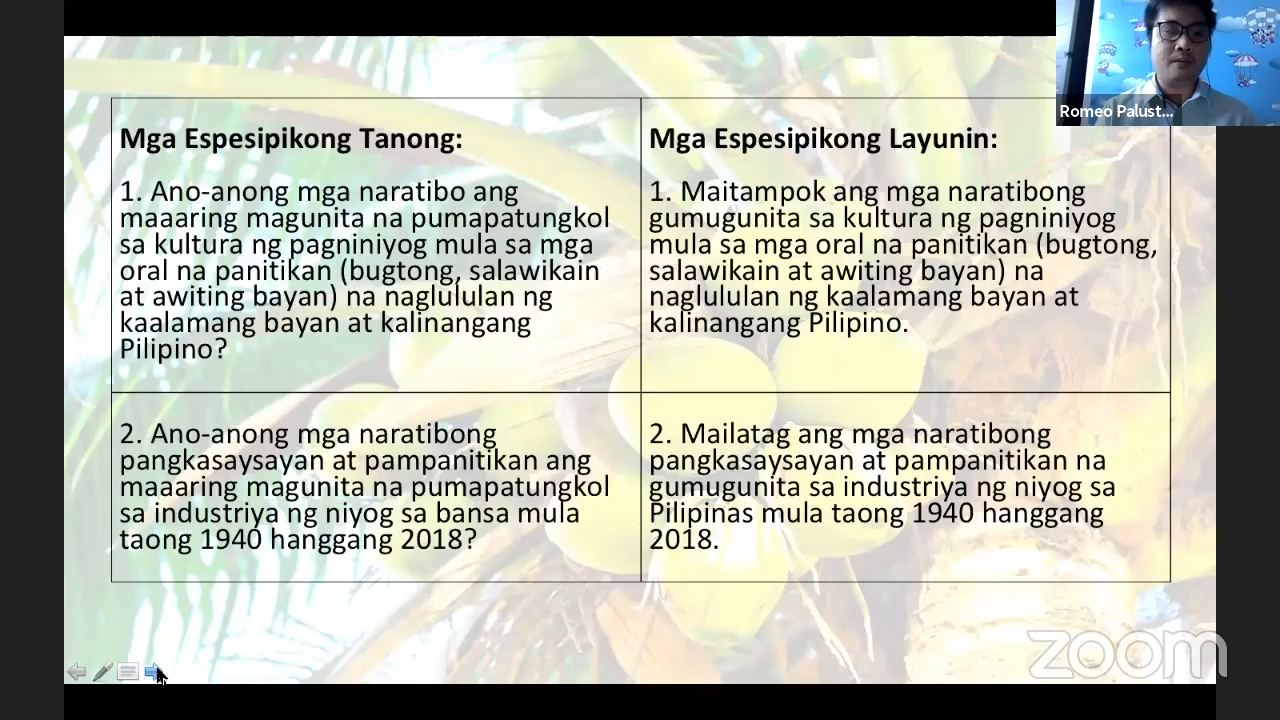 Romeo Palust...
Mga Espesipikong Tanong:
1. Ano-anong mga naratibo ang
maaaring magunita na pumapatungkol
sa kultura ng pagniniyog mula sa mga
oral na panitikan (bugtong, salawikain
at awiting bayan) na naglululan ng
kaalamang bayan at kalinangang
Pilipino?
Mga Espesipikong Layunin:
1. Maitampok ang mga naratibong
gumugunita sa kultura ng pagniniyog
mula sa mga oral na panitikan (bugtong,
salawikain at awiting bayan) na
naglululan ng kaalamang bayan at
kalinangang Pilipino.
2. Ano-anong mga naratibong
pangkasaysayan at pampanitikan ang
maaaring magunita na pumapatungkol
sa industriya ng niyog sa bansa mula
taong 1940 hanggang 2018?
2. Mailatag ang mga naratibong
pangkasaysayan at pampanitikan na
gumugunita sa industriya ng niyog sa
Pilipinas mula taong 1940 hanggang
2018.
zoom